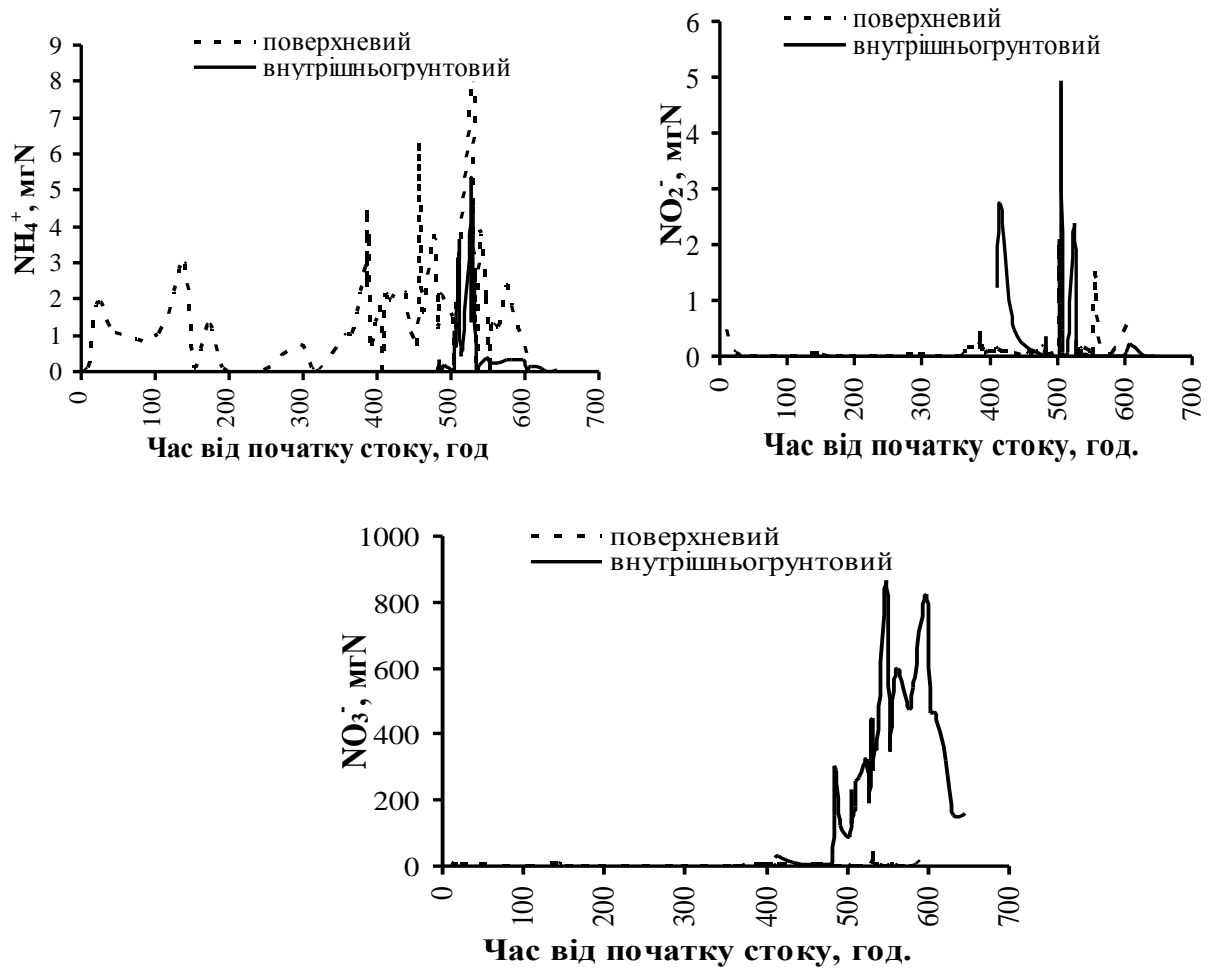 поверхневий
внутрішньогрунтовий
NH₄⁺, мгN
9
8
7
6
5
4
3
2
1
0
0 100 200 300 400 500 600 700
Час від початку стоку, год
поверхневий
внутрішньогрунтовий
NO₂⁻, мгN
6
5
4
3
2
1
0
0 100 200 300 400 500 600 700
Час від початку стоку, год.
поверхневий
внутрішньогрунтовий
NO₃⁻, мгN
1000
800
600
400
200
0
0 100 200 300 400 500 600 700
Час від початку стоку, год.